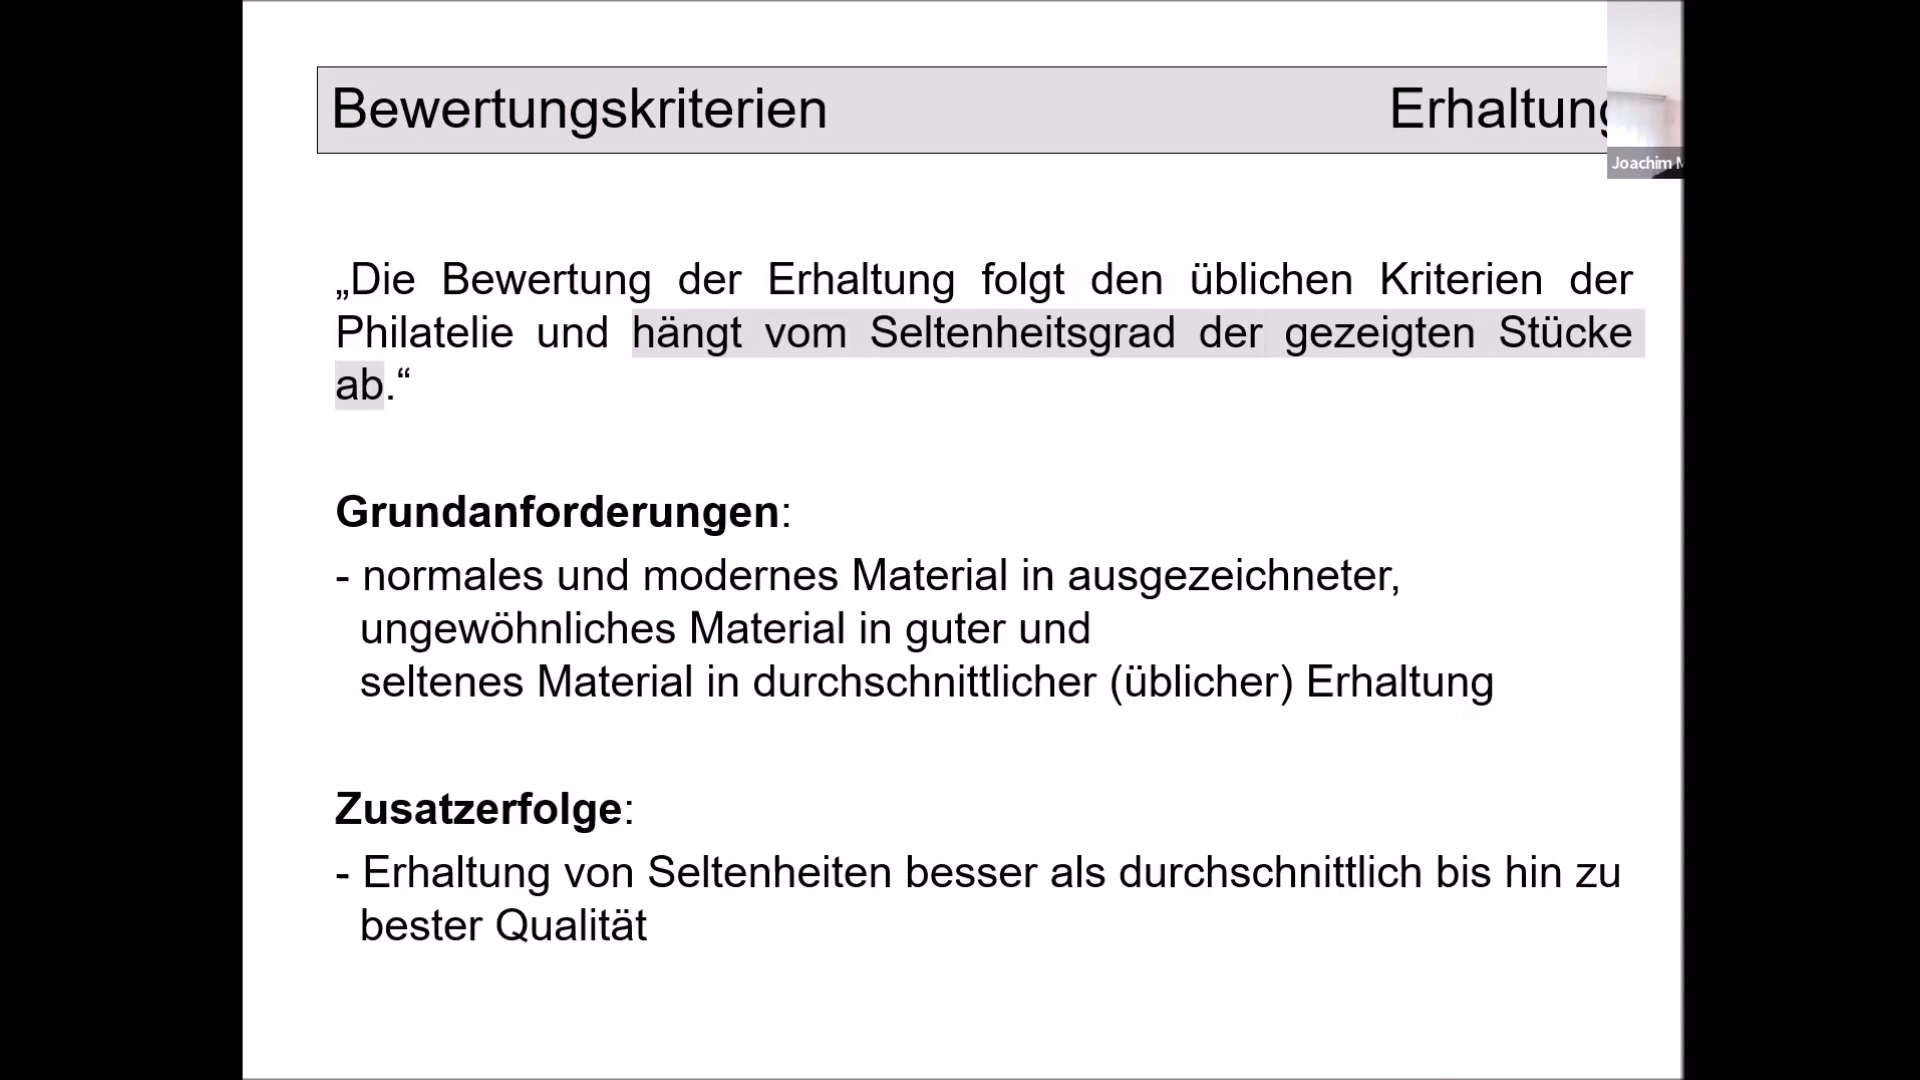 Bewertungskriterien Erhaltung
Joachim M
„Die Bewertung der Erhaltung folgt den üblichen Kriterien der
Philatelie und hängt vom Seltenheitsgrad der gezeigten Stücke
ab.“
Grundanforderungen:
- normales und modernes Material in ausgezeichneter,
ungewöhnliches Material in guter und
seltenes Material in durchschnittlicher (üblicher) Erhaltung
Zusatzerfolge:
- Erhaltung von Seltenheiten besser als durchschnittlich bis hin zu
bester Qualität